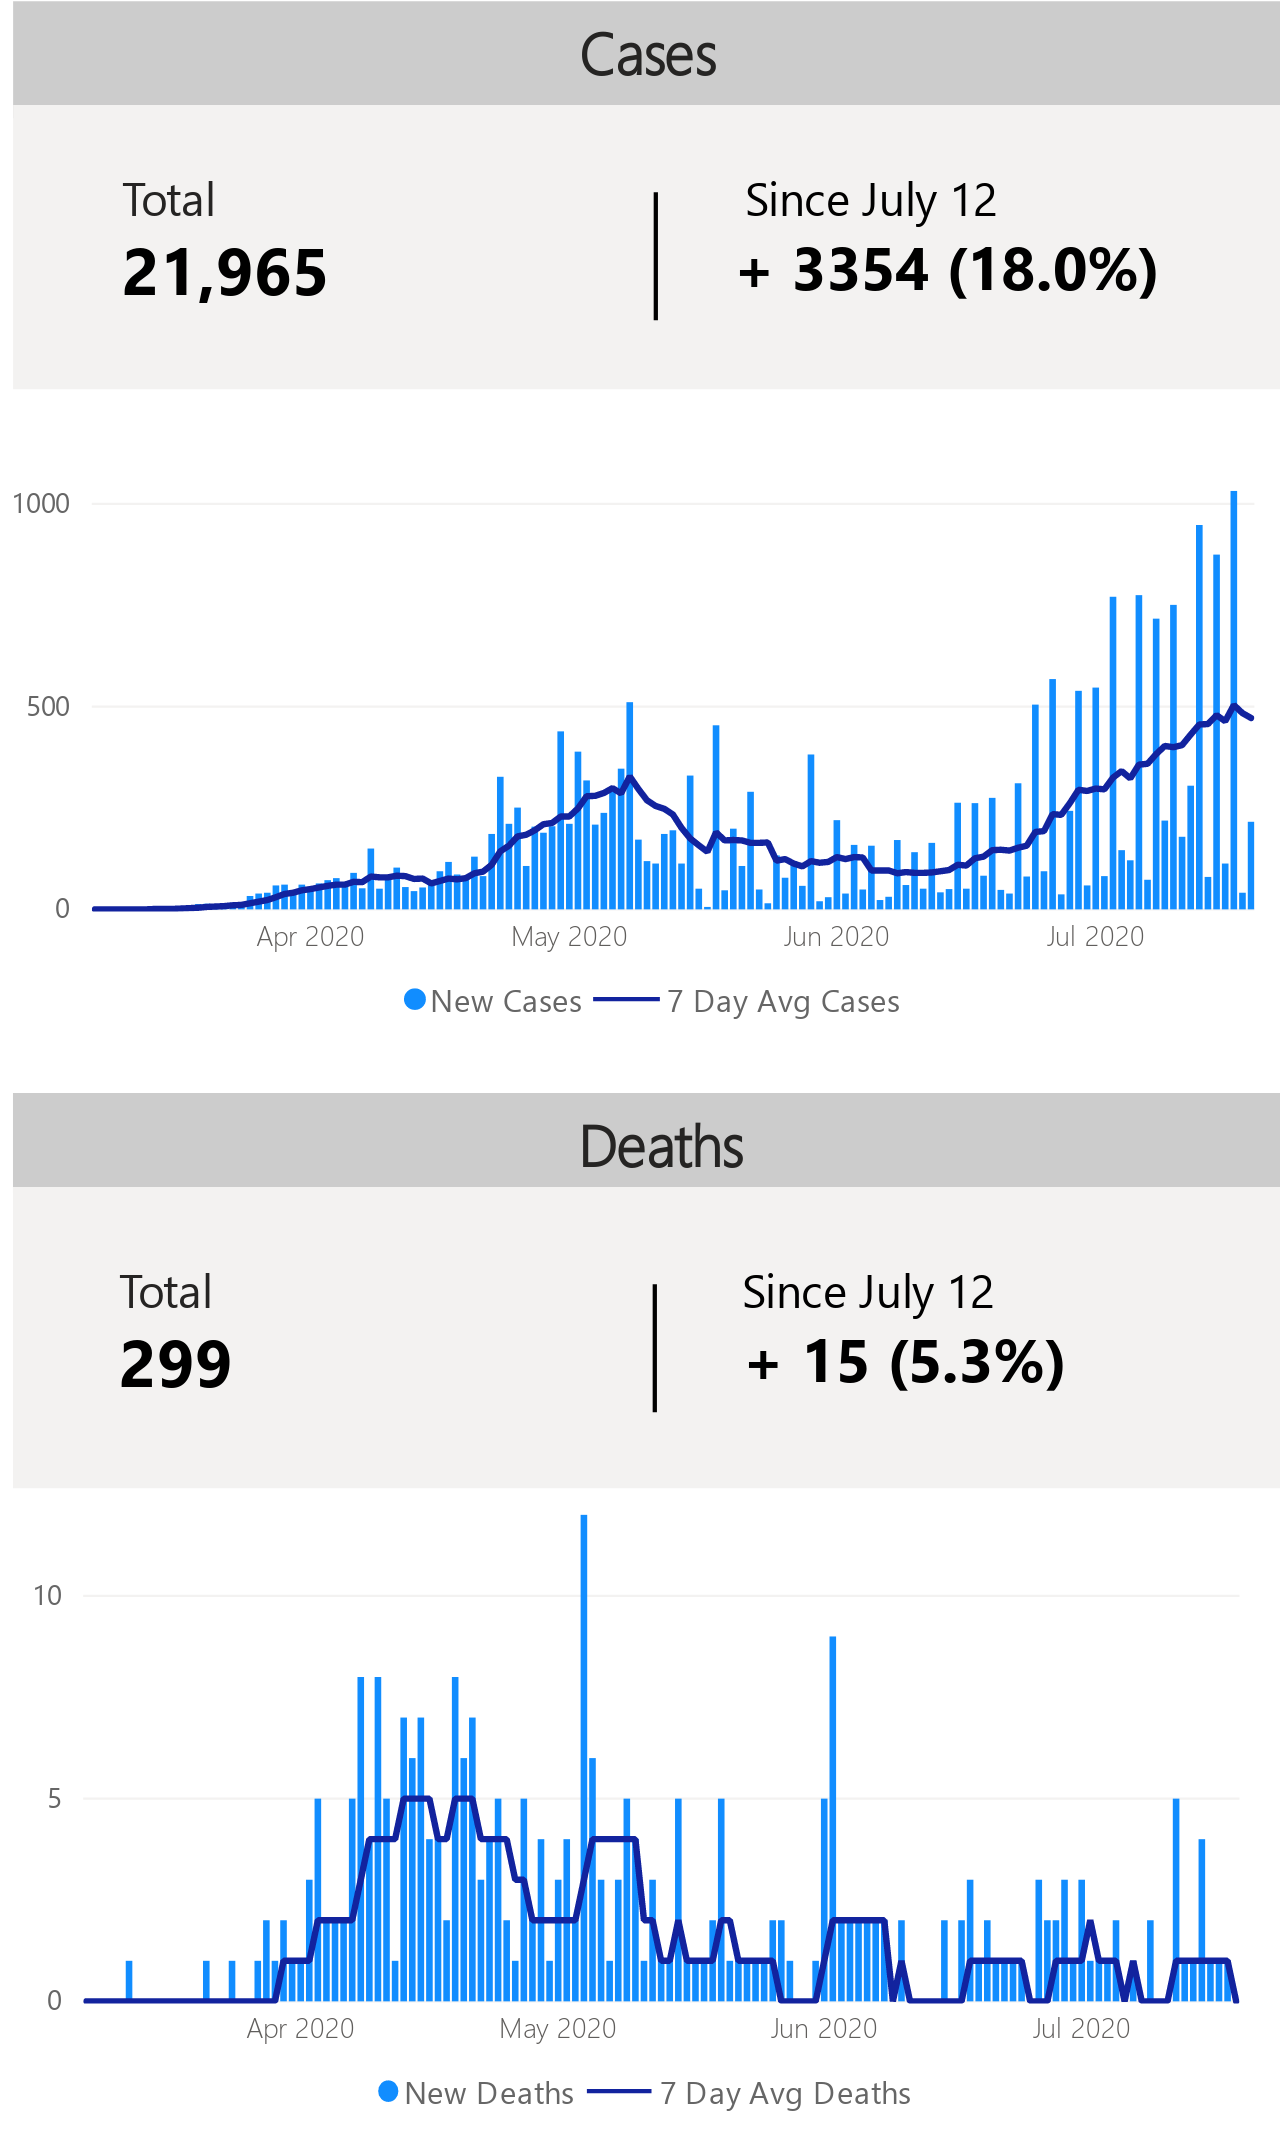 Cases
Total
Since July 12
21,965
+ 3354 (18.0%)
1000
500
0
Apr 2020
May 2020
Jun 2020
Jul 2020
New Cases
7 Day Avg Cases
Deaths
Total
Since July 12
299
+ 15 (5.3%)
10
5
0
Apr 2020
May 2020
Jun 2020
Jul 2020
New Deaths
7 Day Avg Deaths